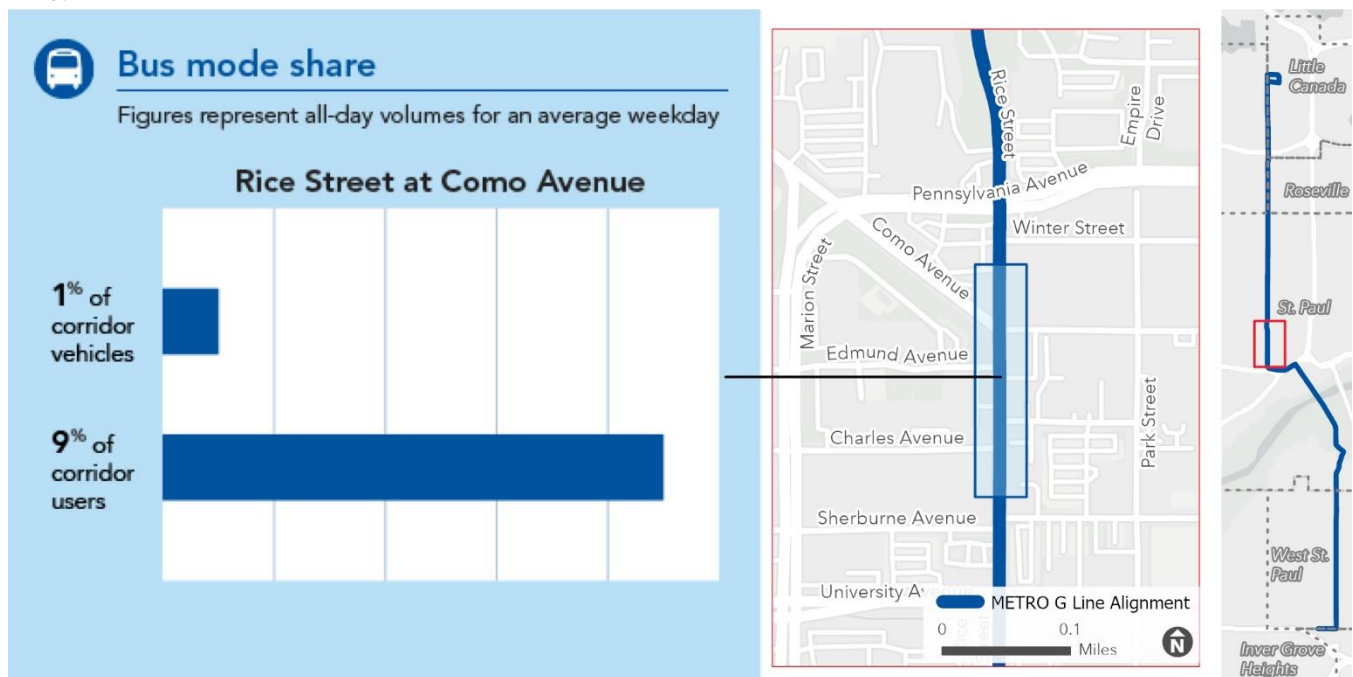 Bus mode share
Figures represent all-day volumes for an average weekday
Rice Street at Como Avenue
1% of
corridor
vehicles
9% of
corridor
users
Rice Street
Empire
Drive
Pennsylvania Avenue
Winter Street
Como Avenue
Marion Street
Edmund Avenue
Park Street
Charles Avenue
Sherburne Avenue
University Av
METRO G Line Alignment
0 0.1
Miles
N
Little
Canada
Roseville
St. Paul
West St.
Paul
Inver Grove
Heights